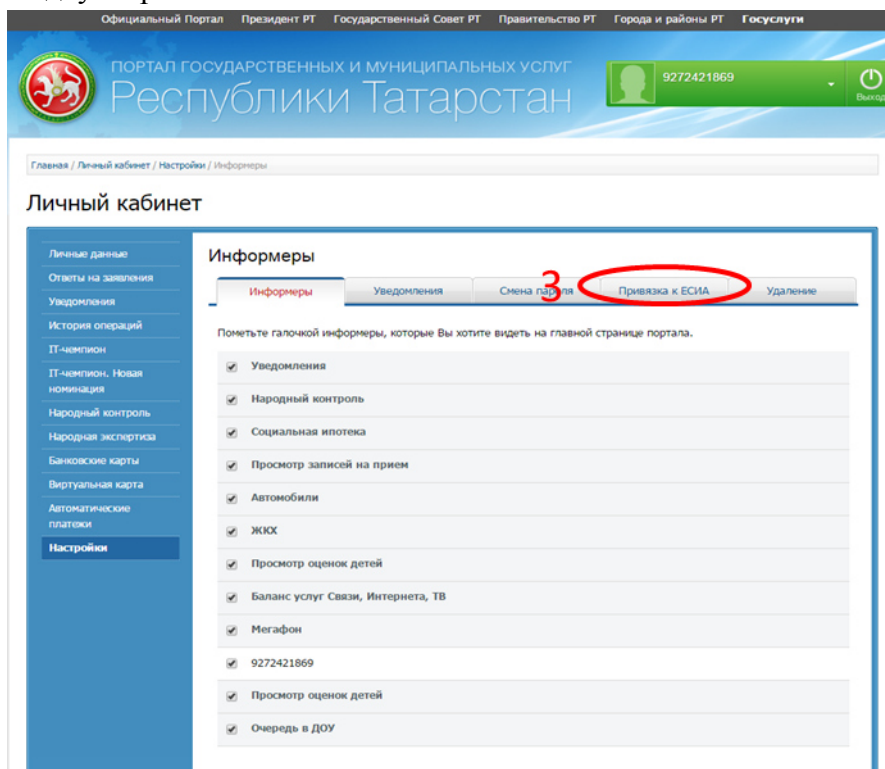 Официальный Портал Президент РТ Государственный Совет РТ Правительство РТ Города и районы РТ Госуслуги
ПОРТАЛ ГОСУДАРСТВЕННЫХ И МУНИЦИПАЛЬНЫХ УСЛУГ
Республики Татарстан
9272421869
Выход
Главная / Личный кабинет / Настройки / Информеры
Личный кабинет
Личные данные
Ответы на заявления
Уведомления
История операций
IT-чемпион
IT-чемпион. Новая
номинация
Народный контроль
Народная экспертиза
Банковские карты
Виртуальная карта
Автоматические
платежи
Настройки
Информеры
Информеры Уведомления Смена пароля 3 Привязка к ЕСИА Удаление
Пометьте галочкой информеры, которые Вы хотите видеть на главной странице портала.
Уведомления
Народный контроль
Социальная ипотека
Просмотр записей на прием
Автомобили
ЖКХ
Просмотр оценок детей
Баланс услуг Связи, Интернета, ТВ
Мегафон
9272421869
Просмотр оценок детей
Очередь в ДОУ